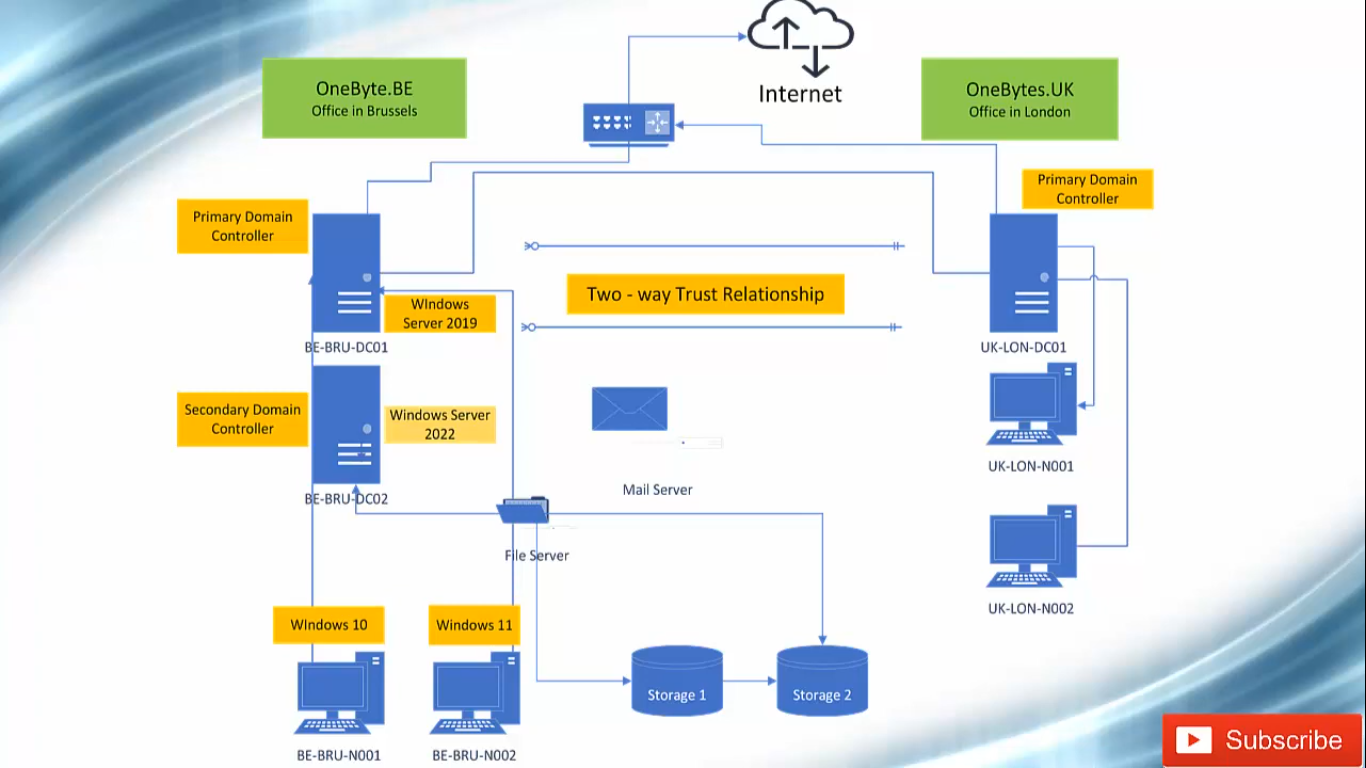 Internet
OneByte.BE
Office in Brussels
OneBytes.UK
Office in London
Primary Domain
Controller
Primary Domain
Controller
WIndows
Server 2019
Two - way Trust Relationship
BE-BRU-DC01
UK-LON-DC01
Secondary Domain
Controller
Windows Server
2022
BE-BRU-DC02
Mail Server
UK-LON-N001
File Server
UK-LON-N002
WIndows 10
Windows 11
Storage 1
Storage 2
BE-BRU-N001
BE-BRU-N002
Subscribe